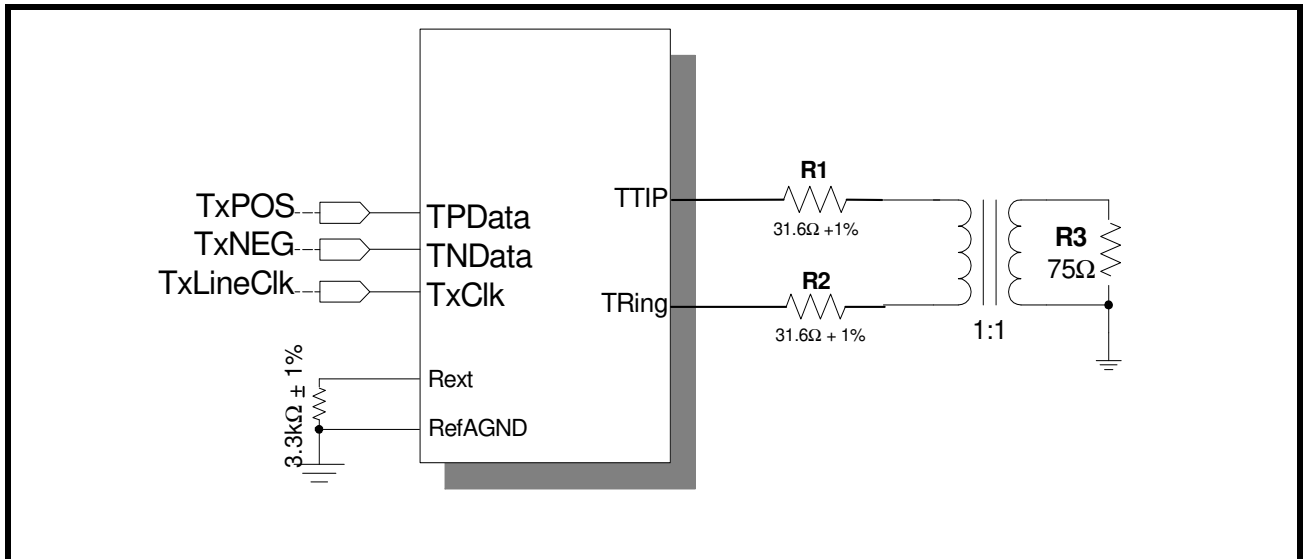 TxPOS
TxNEG
TxLineClk
TPData
TNData
TxClk
Rext
RefAGND
3.3kΩ ± 1%
TTIP
TRing
R1
31.6Ω +1%
R2
31.6Ω + 1%
1:1
R3
75Ω